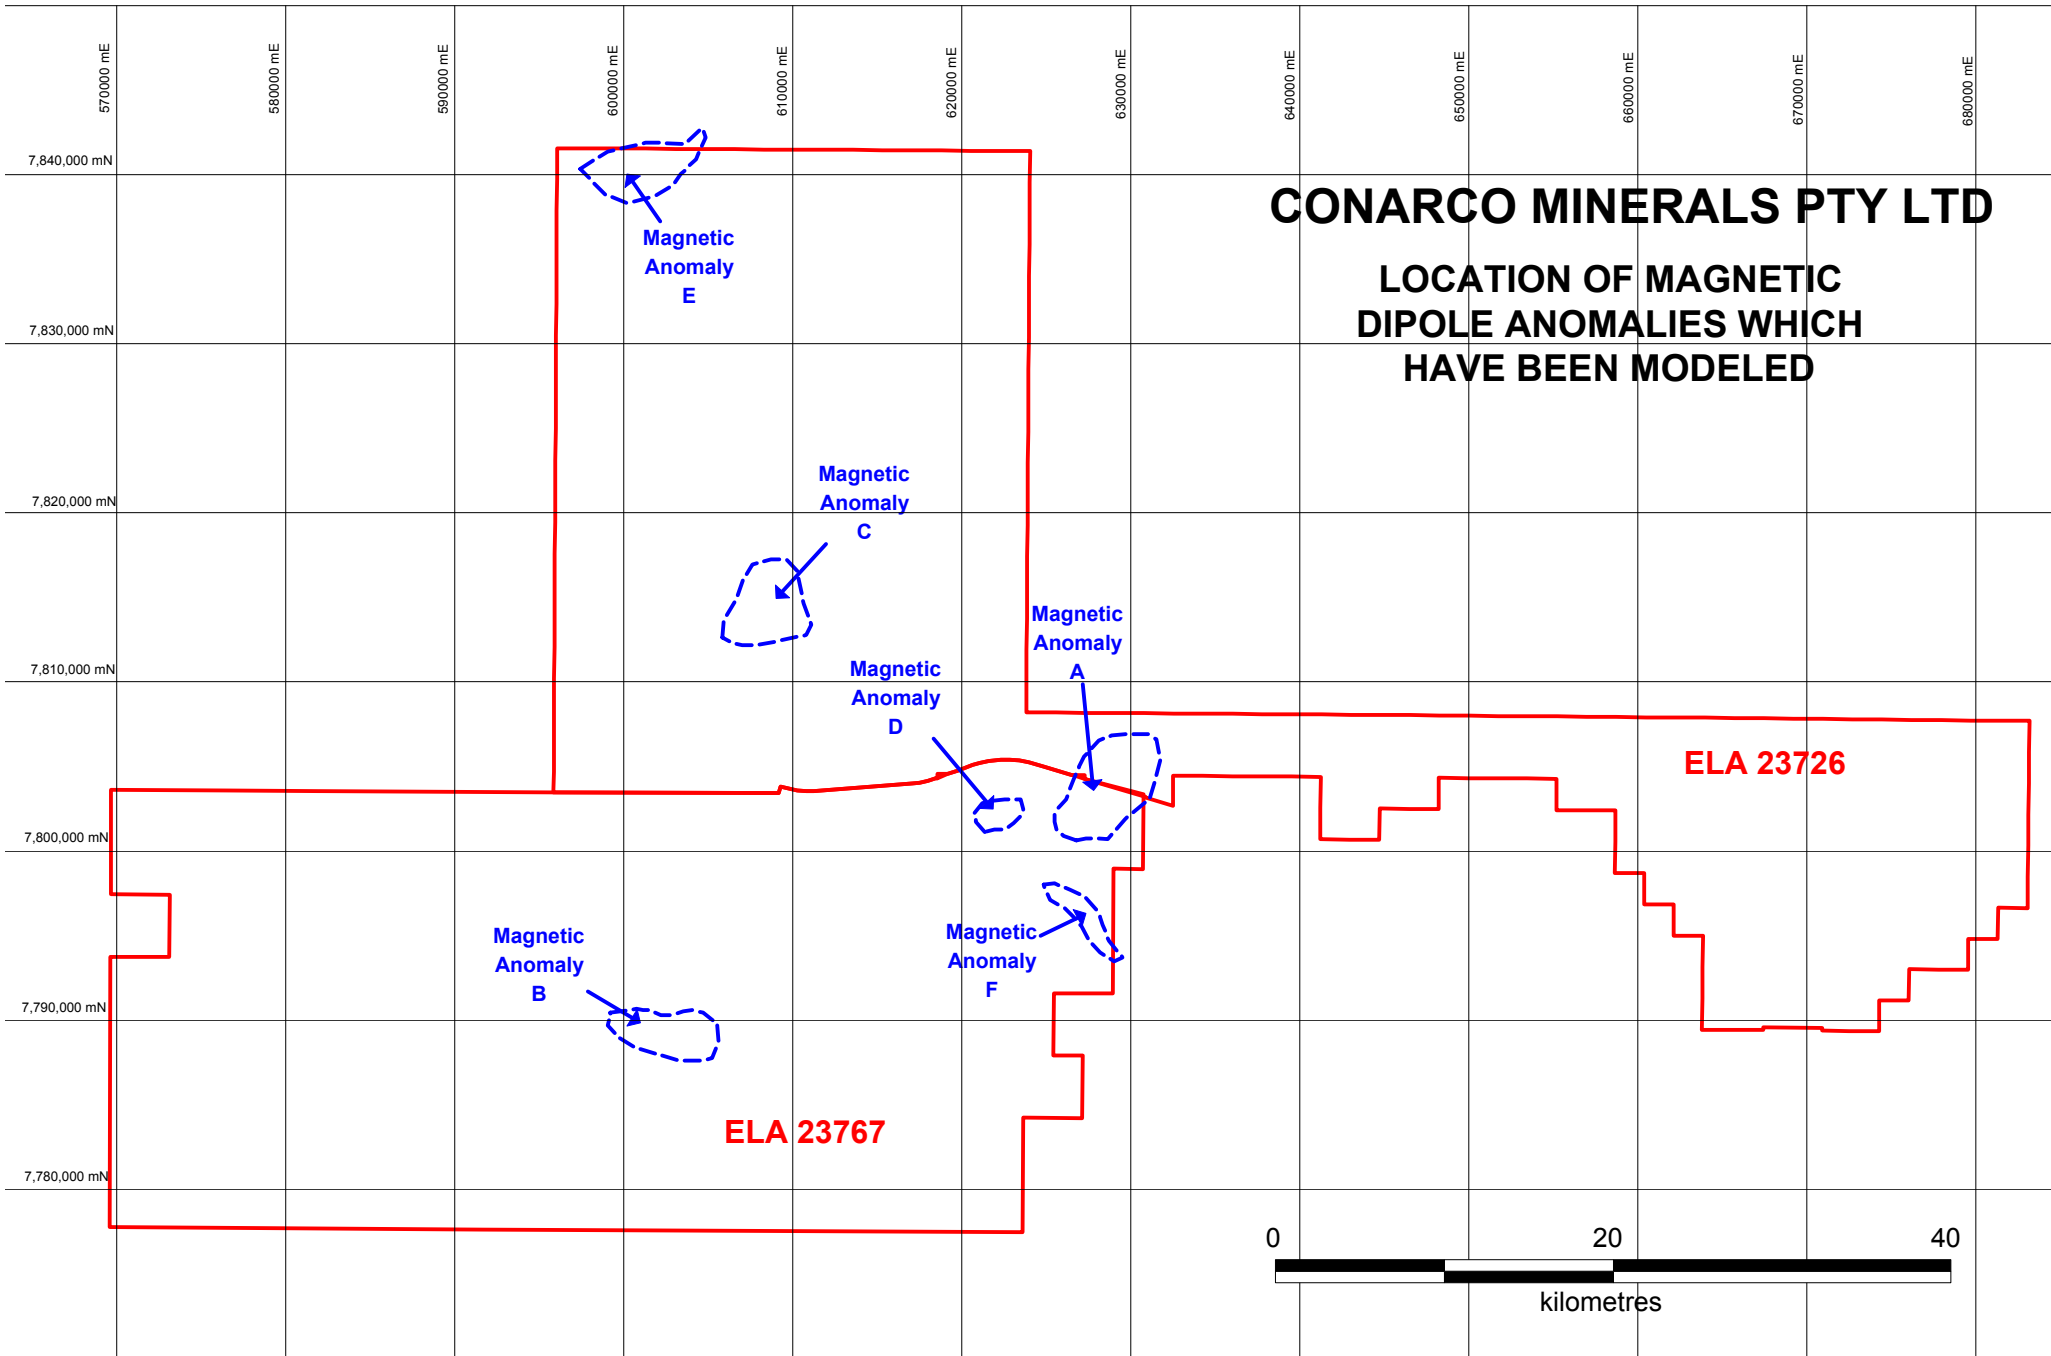 570000 mE
580000 mE
590000 mE
600000 mE
610000 mE
620000 mE
630000 mE
640000 mE
650000 mE
660000 mE
670000 mE
680000 mE
7,840,000 mN
7,830,000 mN
7,820,000 mN
7,810,000 mN
7,800,000 mN
7,790,000 mN
7,780,000 mN
CONARCO MINERALS PTY LTD
LOCATION OF MAGNETIC
DIPOLE ANOMALIES WHICH
HAVE BEEN MODELED
Magnetic
Anomaly
E
Magnetic
Anomaly
C
Magnetic
Anomaly
A
Magnetic
Anomaly
D
ELA 23726
Magnetic
Anomaly
B
Magnetic
Anomaly
F
ELA 23767
0
20
40
kilometres